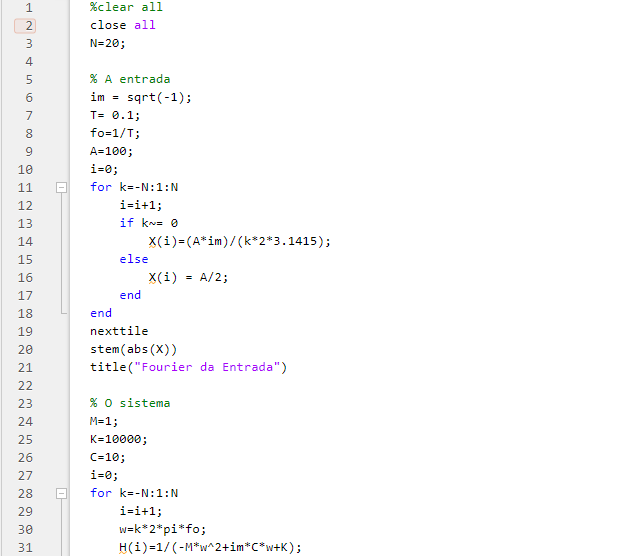 1 %clear all
2 close all
3 N=20;
4
5 % A entrada
6 im = sqrt(-1);
7 T= 0.1;
8 fo=1/T;
9 A=100;
10 i=0;
11 for k=-N:1:N
12 i=i+1;
13 if k~= 0
14 X(i)=(A*im)/(k*2*3.1415);
15 else
16 X(i) = A/2;
17 end
18 end
19 nexttile
20 stem(abs(X))
21 title("Fourier da Entrada")
22
23 % O sistema
24 M=1;
25 K=10000;
26 C=10;
27 i=0;
28 for k=-N:1:N
29 i=i+1;
30 w=k*2*pi*fo;
31 H(i)=1/(-M*w^2+im*C*w+K);